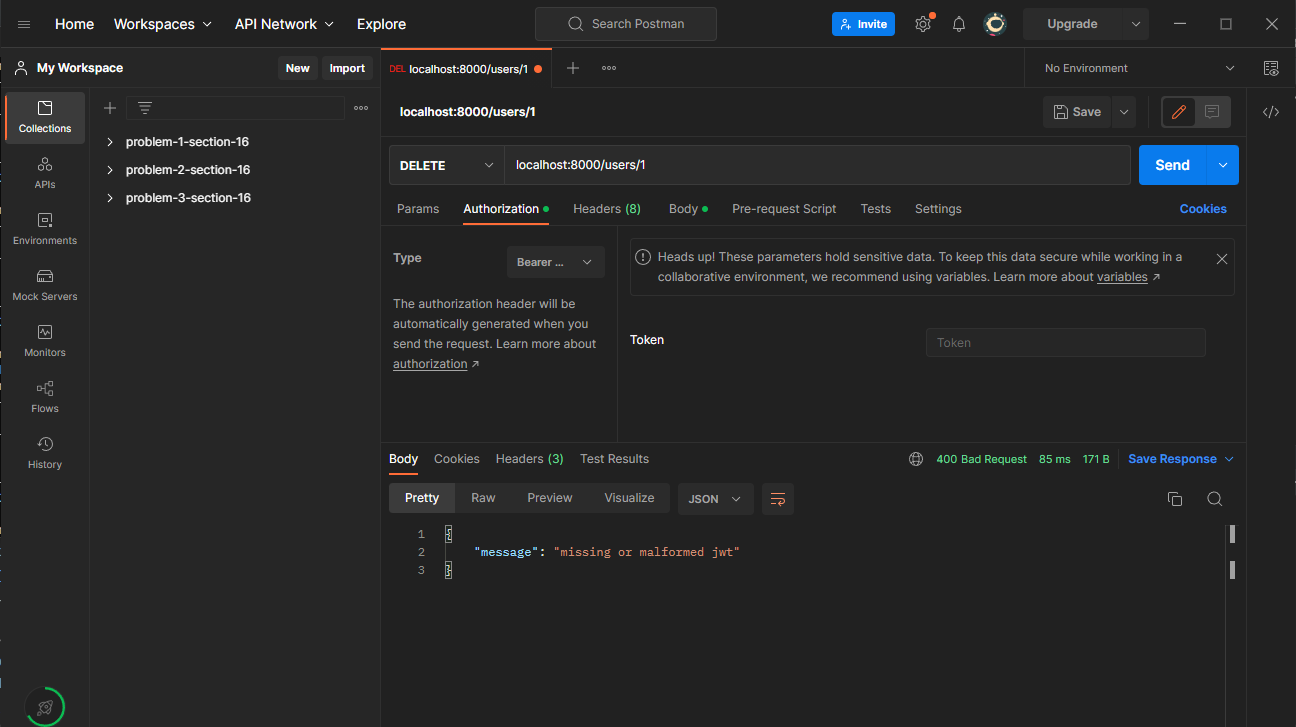 Home Workspaces API Network Explore Search Postman Invite Upgrade
My Workspace New Import DEL localhost:8000/users/1 No Environment
Collections
APIs
Environments
Mock Servers
Monitors
Flows
History
problem-1-section-16
problem-2-section-16
problem-3-section-16
localhost:8000/users/1 Save
DELETE localhost:8000/users/1 Send
Params Authorization Headers (8) Body Pre-request Script Tests Settings Cookies
Type Bearer ...
The authorization header will be
automatically generated when you
send the request. Learn more about
authorization ↗
Heads up! These parameters hold sensitive data. To keep this data secure while working in a
collaborative environment, we recommend using variables. Learn more about variables ↗
Token Token
Body Cookies Headers (3) Test Results 400 Bad Request 85 ms 171 B Save Response
Pretty Raw Preview Visualize JSON
1 {
2 "message": "missing or malformed jwt"
3 }